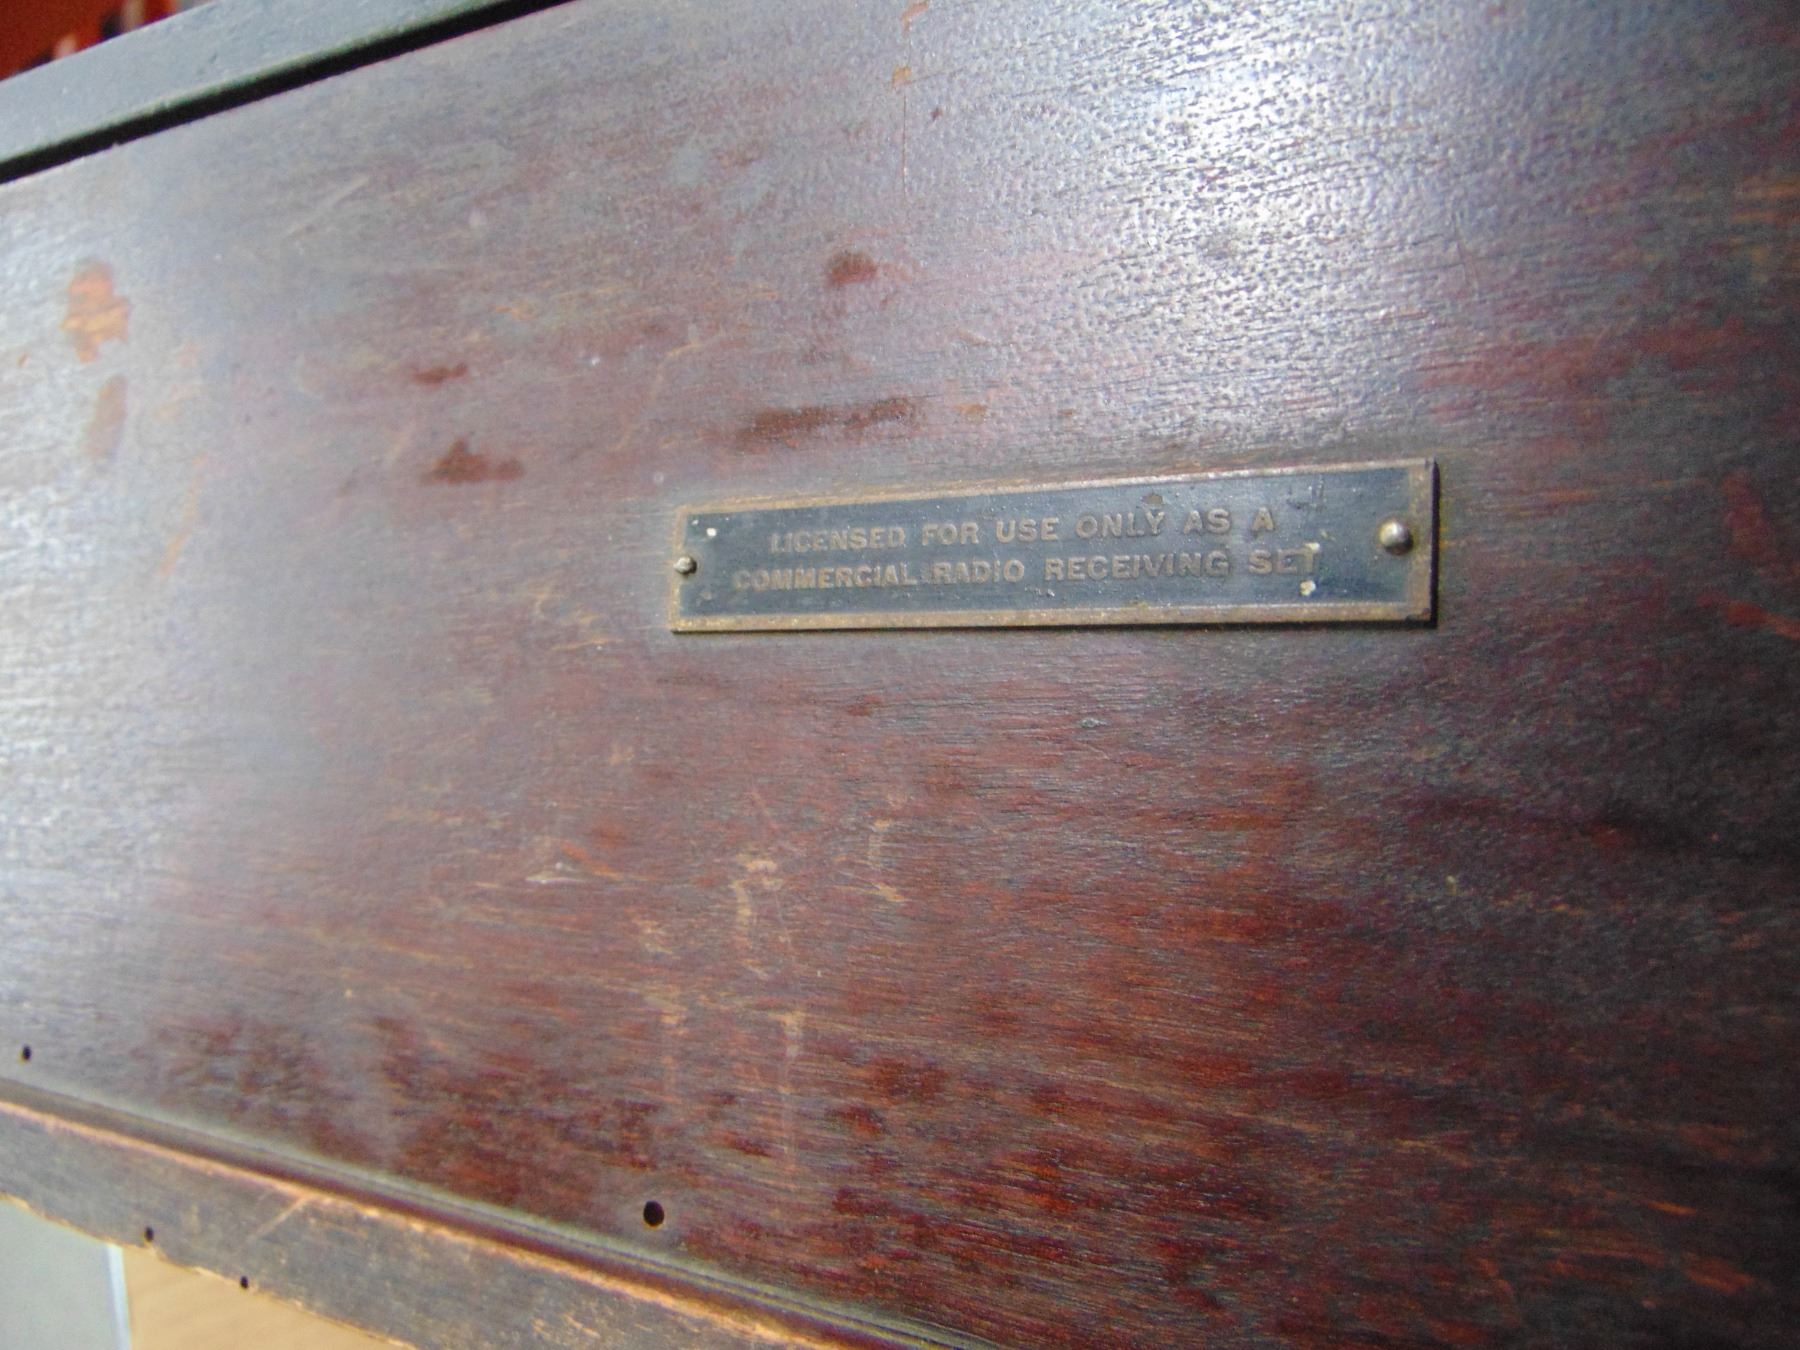 LICENSED FOR USE ONLY AS A
COMMERCIAL RADIO RECEIVING SET